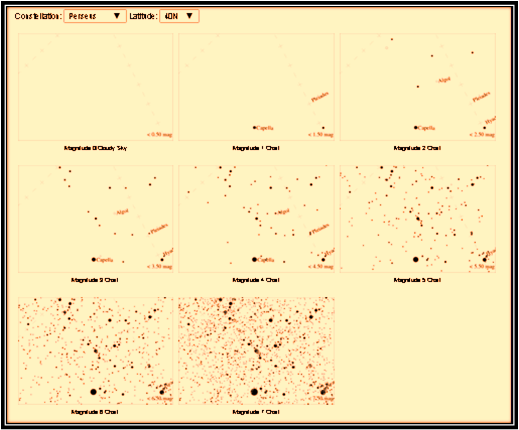 Constellation: Perseus ▼ Latitude: 40N ▼
< 0.50 mag
Magnitude 0/Cloudy Sky
Pleiades
Capella
< 1.50 mag
Magnitude 1 Chart
Algol
Pleiades
Capella
< 2.50 mag
Magnitude 2 Chart
Algol
Pleiades
Capella
< 3.50 mag
Magnitude 3 Chart
Algol
Pleiades
Capella
< 4.50 mag
Magnitude 4 Chart
< 5.50 mag
Magnitude 5 Chart
< 6.50 mag
Magnitude 6 Chart
Magnitude 7 Chart